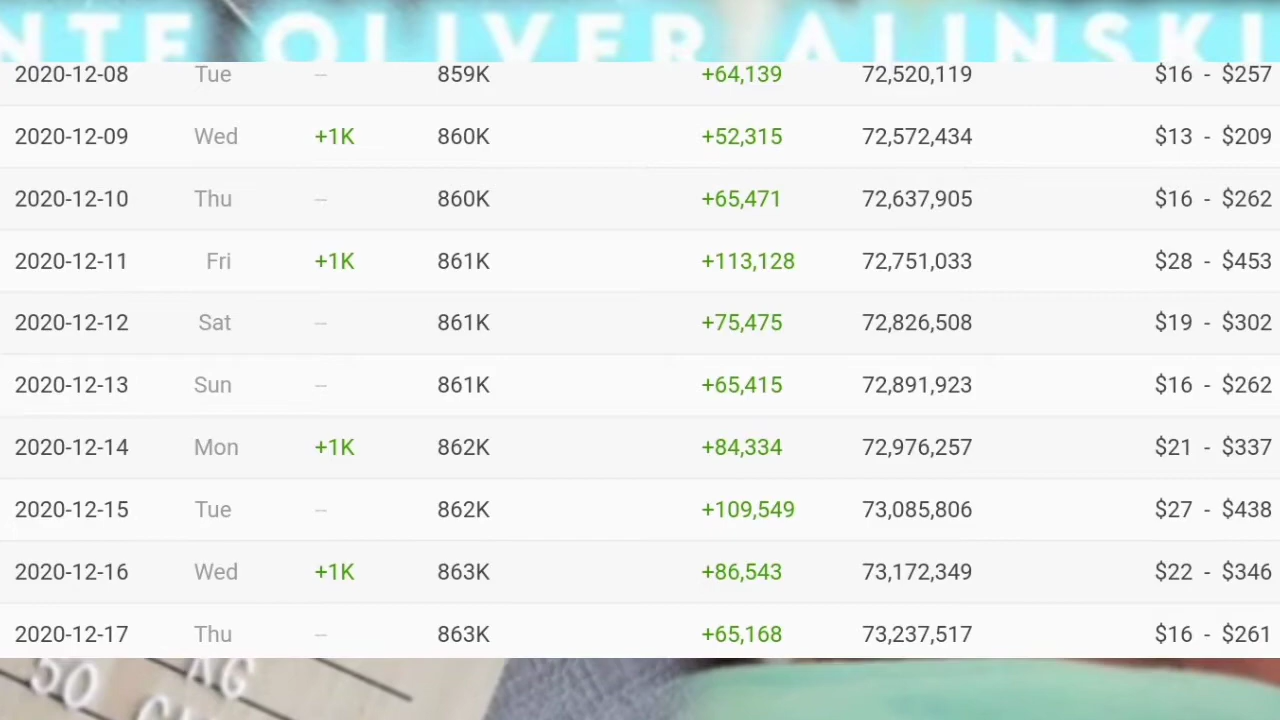 NTE OLIVER ALINSKI
2020-12-08 Tue -- 859K +64,139 72,520,119 $16 - $257
2020-12-09 Wed +1K 860K +52,315 72,572,434 $13 - $209
2020-12-10 Thu -- 860K +65,471 72,637,905 $16 - $262
2020-12-11 Fri +1K 861K +113,128 72,751,033 $28 - $453
2020-12-12 Sat -- 861K +75,475 72,826,508 $19 - $302
2020-12-13 Sun -- 861K +65,415 72,891,923 $16 - $262
2020-12-14 Mon +1K 862K +84,334 72,976,257 $21 - $337
2020-12-15 Tue -- 862K +109,549 73,085,806 $27 - $438
2020-12-16 Wed +1K 863K +86,543 73,172,349 $22 - $346
2020-12-17 Thu -- 863K +65,168 73,237,517 $16 - $261
50 KG